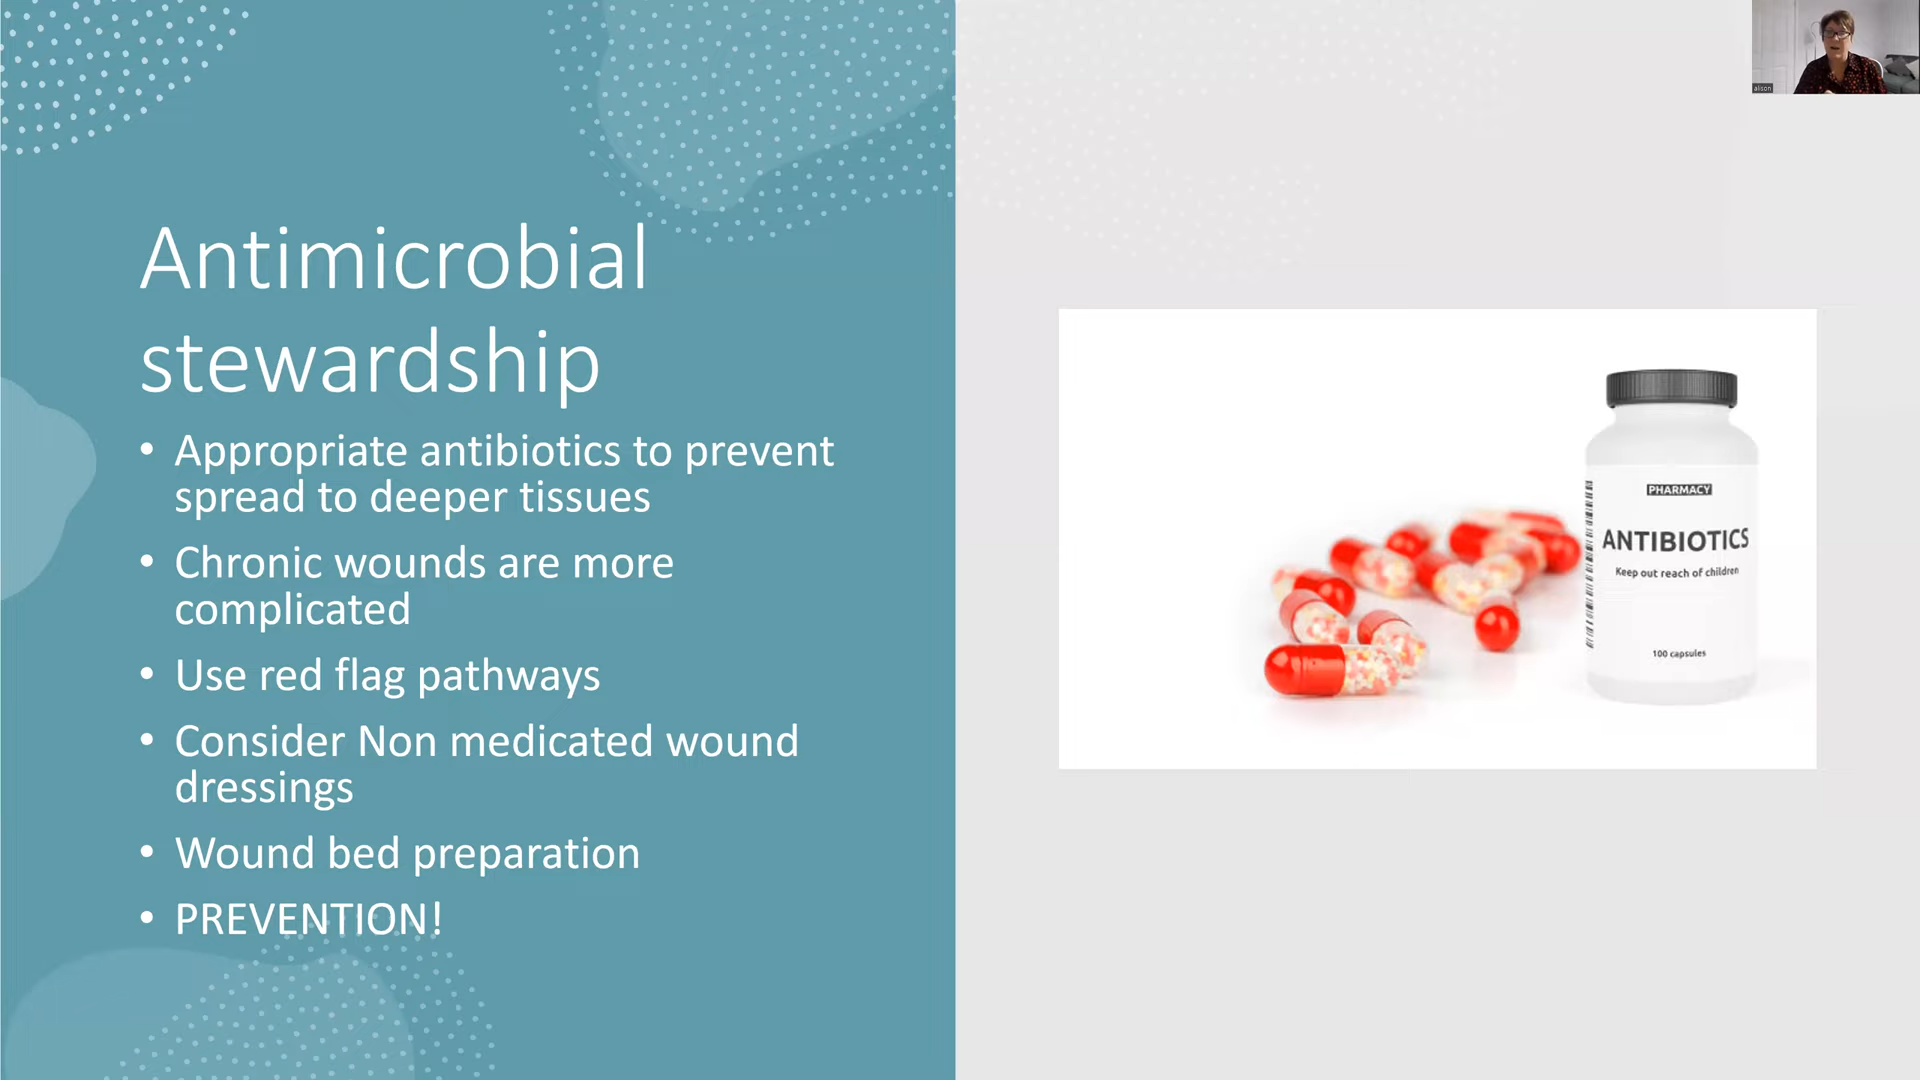 Antimicrobial
stewardship
• Appropriate antibiotics to prevent
spread to deeper tissues
• Chronic wounds are more
complicated
• Use red flag pathways
• Consider Non medicated wound
dressings
• Wound bed preparation
• PREVENTION!
PHARMACY
ANTIBIOTICS
Keep out reach of children
100 capsules
alison